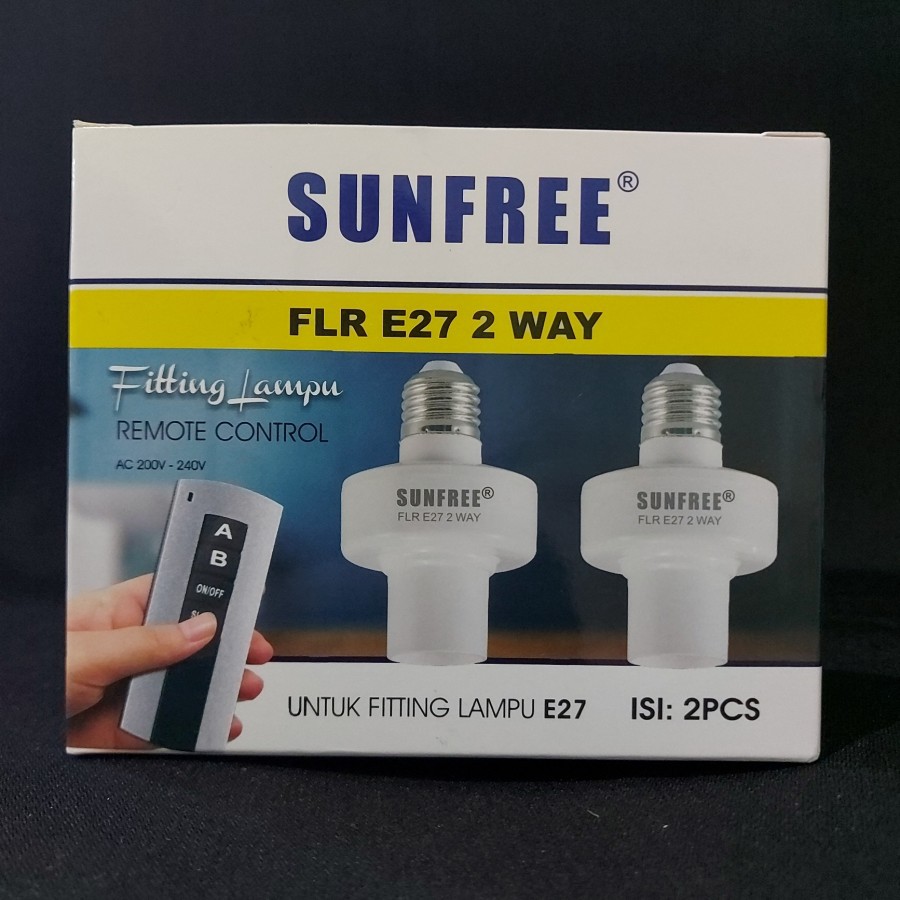 SUNFREE®
FLR E27 2 WAY
Fitting Lampu
REMOTE CONTROL
AC 200V - 240V
SUNFREE®
FLR E27 2 WAY
SUNFREE®
FLR E27 2 WAY
A
B
ON/OFF
UNTUK FITTING LAMPU E27
ISI: 2PCS